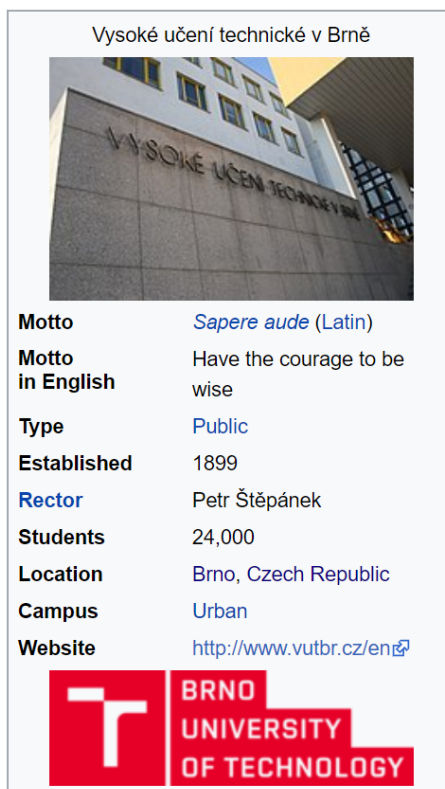 Vysoké učení technické v Brně
VYSOKÉ UČENÍ TECHNICKÉ V BRNĚ
Motto Sapere aude (Latin)
Motto
in English Have the courage to be
wise
Type Public
Established 1899
Rector Petr Štěpánek
Students 24,000
Location Brno, Czech Republic
Campus Urban
Website http://www.vutbr.cz/en
BRNO
UNIVERSITY
OF TECHNOLOGY